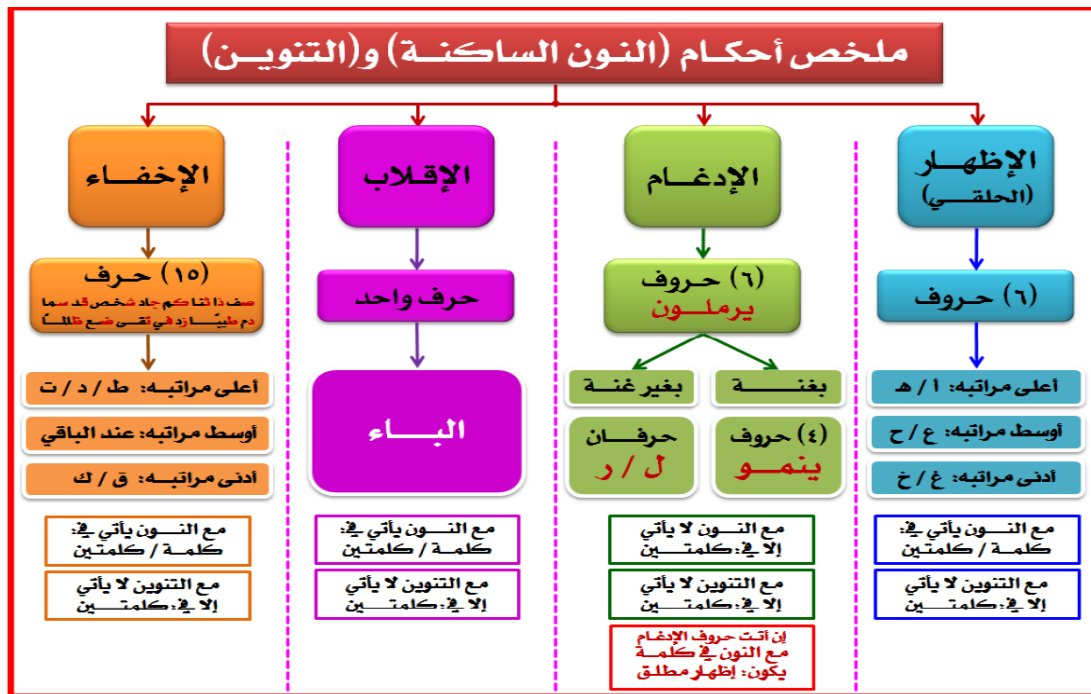 ملخص أحكام (النون الساكنة) و(التنوين)
الإظهار
(الحلقي)
(٦) حروف
أعلى مراتبه: أ / هـ
أوسط مراتبه: ع / ح
أدنى مراتبه: غ / خ
مع النون يأتي في:
كلمة / كلمتين
مع التنوين لا يأتي
إلا في: كلمتين
الإدغام
(٦) حروف
يرملون
بغنة
(٤) حروف
ينمو
بغير غنة
حرفان
ل / ر
مع النون لا يأتي
إلا في: كلمتين
مع التنوين لا يأتي
إلا في: كلمتين
إن أتت حروف الإدغام
مع النون في كلمة
يكون: إظهار مطلق
الإقلاب
حرف واحد
الباء
مع النون يأتي في:
كلمة / كلمتين
مع التنوين لا يأتي
إلا في: كلمتين
الإخفاء
(١٥) حرف
صف ذا ثنا كم جاد شخص قد سما
دم طيبًا زد في تقى ضع ظالمًا
أعلى مراتبه: ط / د / ت
أوسط مراتبه: عند الباقي
أدنى مراتبه: ق / ك
مع النون يأتي في:
كلمة / كلمتين
مع التنوين لا يأتي
إلا في: كلمتين